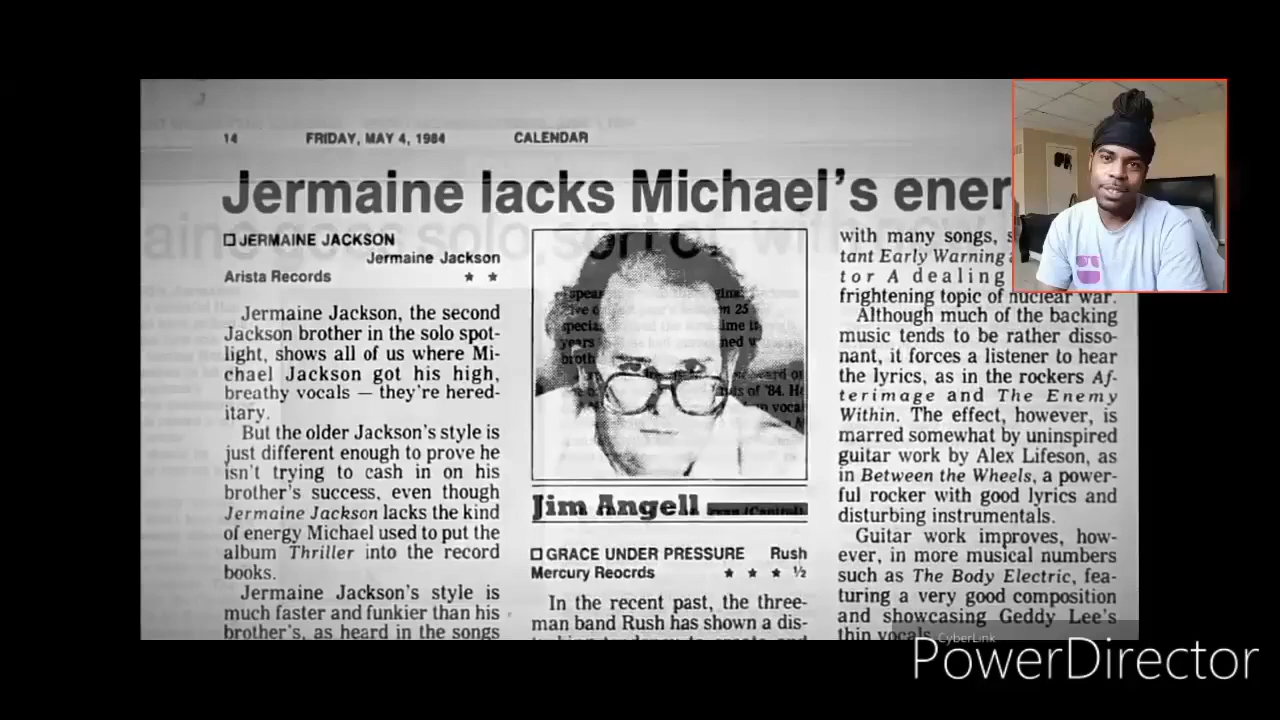 14 FRIDAY, MAY 4, 1984 CALENDAR
Jermaine lacks Michael's ener
☐ JERMAINE JACKSON
Jermaine Jackson
Arista Records ★ ★
Jermaine Jackson, the second
Jackson brother in the solo spot-
light, shows all of us where Mi-
chael Jackson got his high,
breathy vocals — they're hered-
itary.
But the older Jackson's style is
just different enough to prove he
isn't trying to cash in on his
brother's success, even though
Jermaine Jackson lacks the kind
of energy Michael used to put the
album Thriller into the record
books.
Jermaine Jackson's style is
much faster and funkier than his
brother's, as heard in the songs
Jim Angell
☐ GRACE UNDER PRESSURE Rush
Mercury Reocrds ★ ★ ★ ½
In the recent past, the three-
man band Rush has shown a dis-
with many songs, s
tant Early Warning
tor A dealing
frightening topic of nuclear war.
Although much of the backing
music tends to be rather disso-
nant, it forces a listener to hear
the lyrics, as in the rockers Af-
terimage and The Enemy
Within. The effect, however, is
marred somewhat by uninspired
guitar work by Alex Lifeson, as
in Between the Wheels, a power-
ful rocker with good lyrics and
disturbing instrumentals.
Guitar work improves, how-
ever, in more musical numbers
such as The Body Electric, fea-
turing a very good composition
and showcasing Geddy Lee's
thin vocals.
CyberLink
PowerDirector